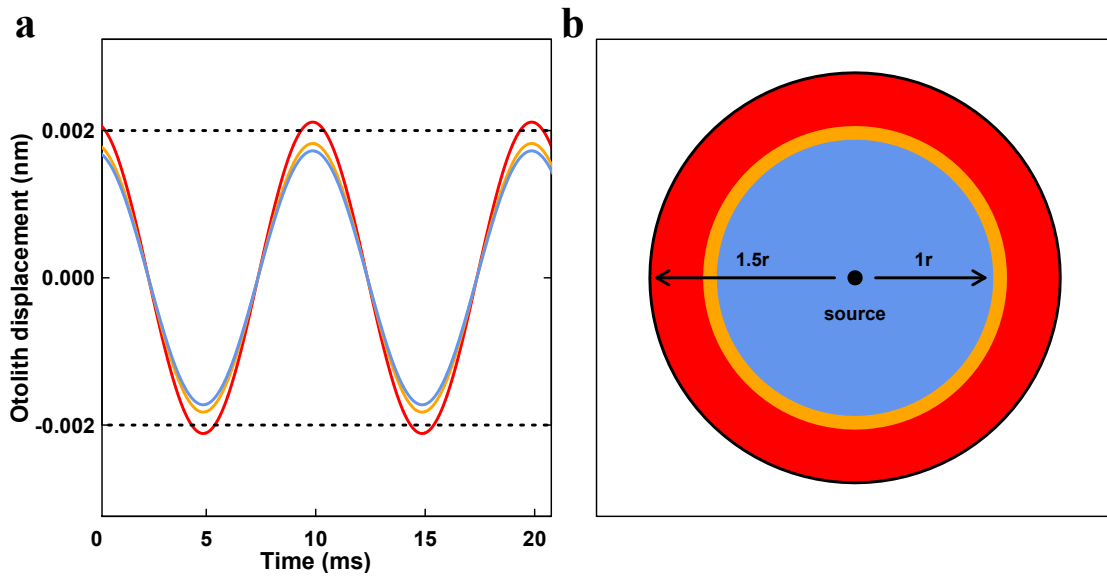 a
b
Otolith displacement (nm)
0.002
0.000
-0.002
0
5
10
15
20
Time (ms)
1.5r
1r
source